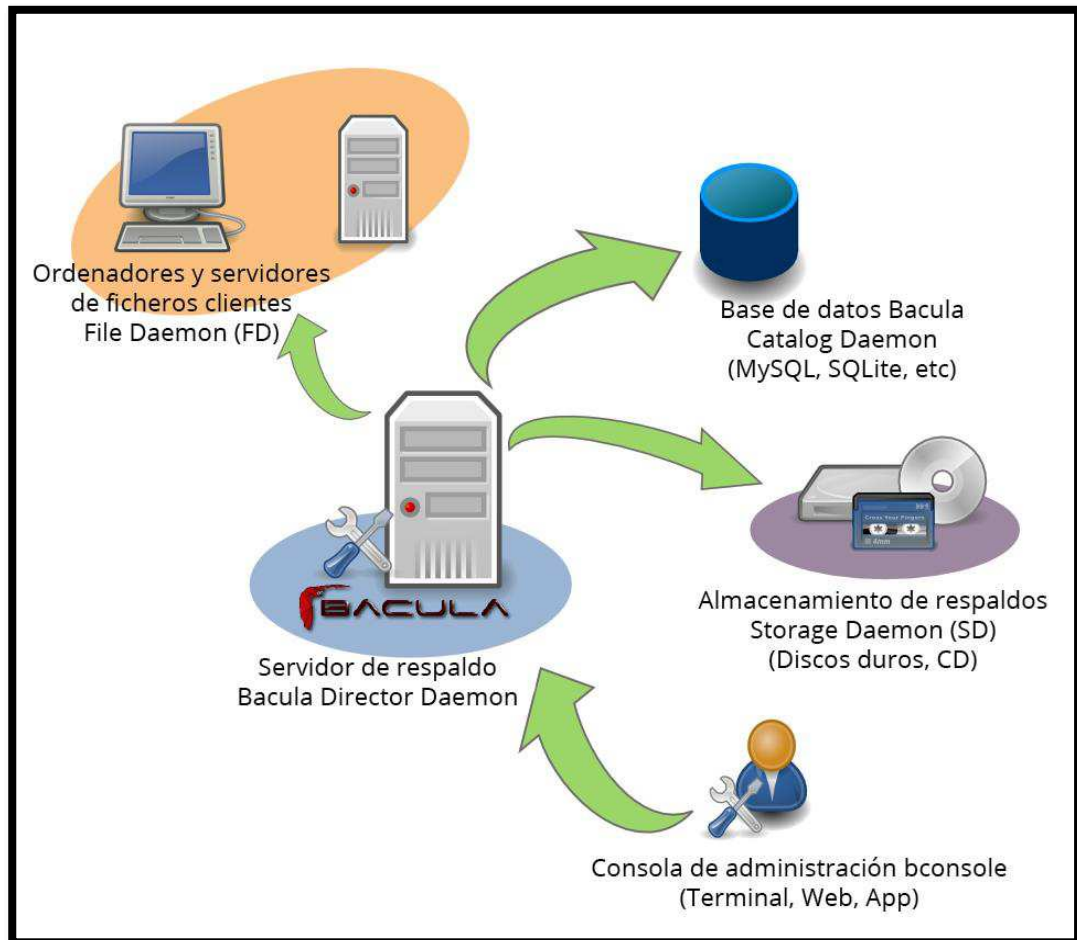 Ordenadores y servidores
de ficheros clientes
File Daemon (FD)
Base de datos Bacula
Catalog Daemon
(MySQL, SQLite, etc)
BACULA
Servidor de respaldo
Bacula Director Daemon
Almacenamiento de respaldos
Storage Daemon (SD)
(Discos duros, CD)
Consola de administración bconsole
(Terminal, Web, App)